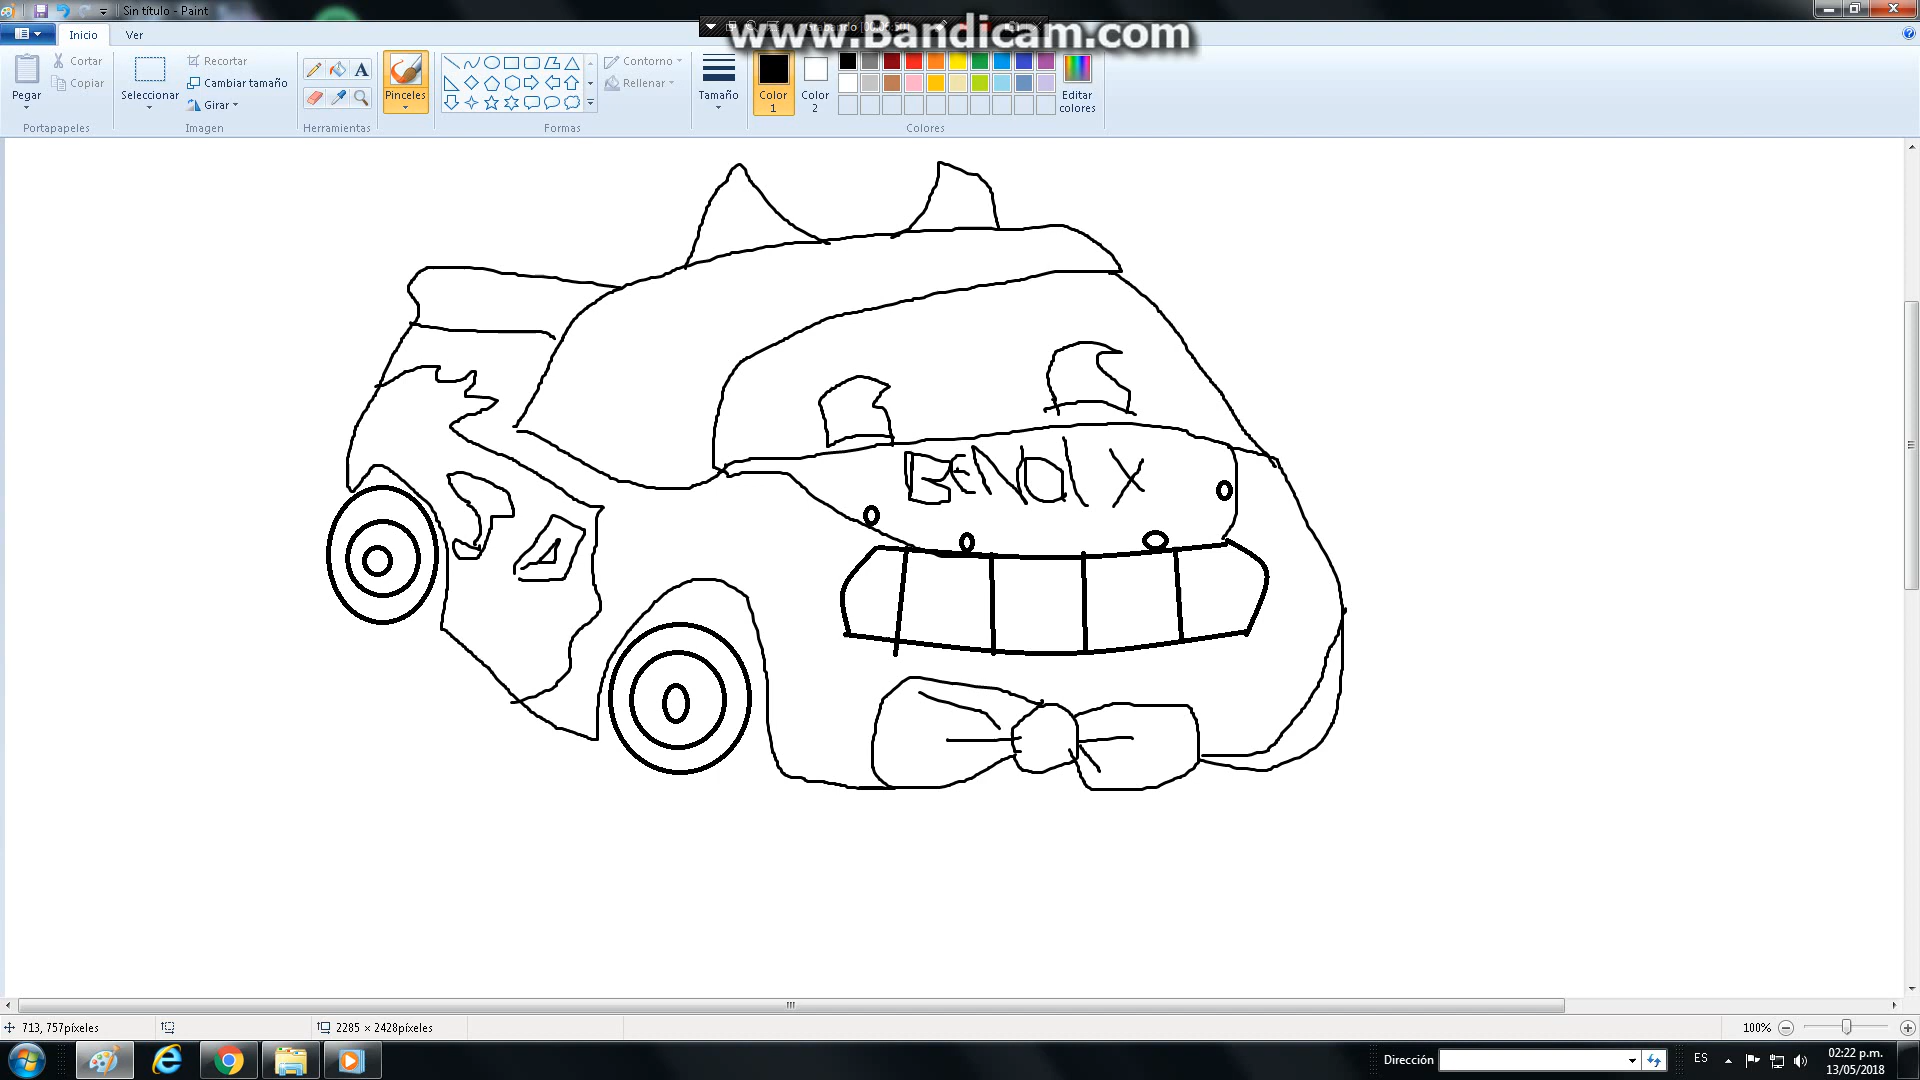 Sin título - Paint
www.Bandicam.com
Inicio
Ver
Pegar
Cortar
Copiar
Portapapeles
Seleccionar
Recortar
Cambiar tamaño
Girar
Imagen
A
Herramientas
Pinceles
Contorno
Rellenar
Formas
Tamaño
Color 1
Color 2
Editar colores
Colores
BENdIX
713, 757píxeles
2285 × 2428píxeles
100%
Dirección
ES
02:22 p.m.
13/05/2018